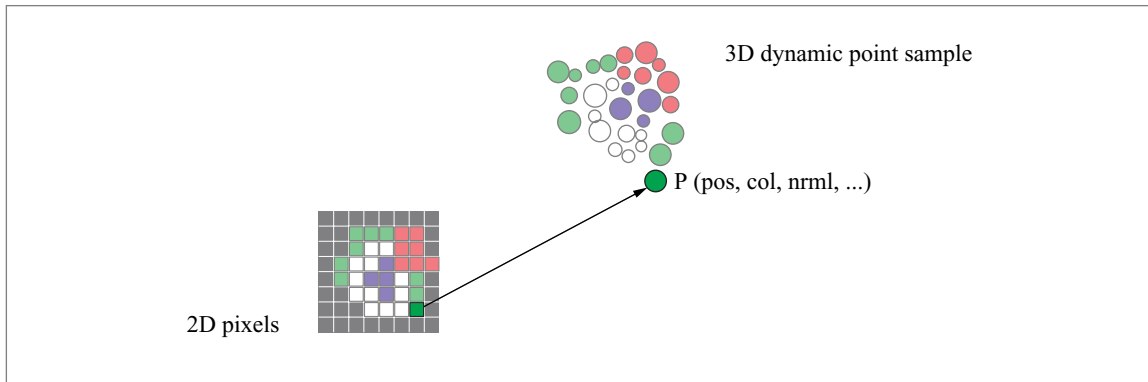 3D dynamic point sample
P (pos, col, nrml, ...)
2D pixels